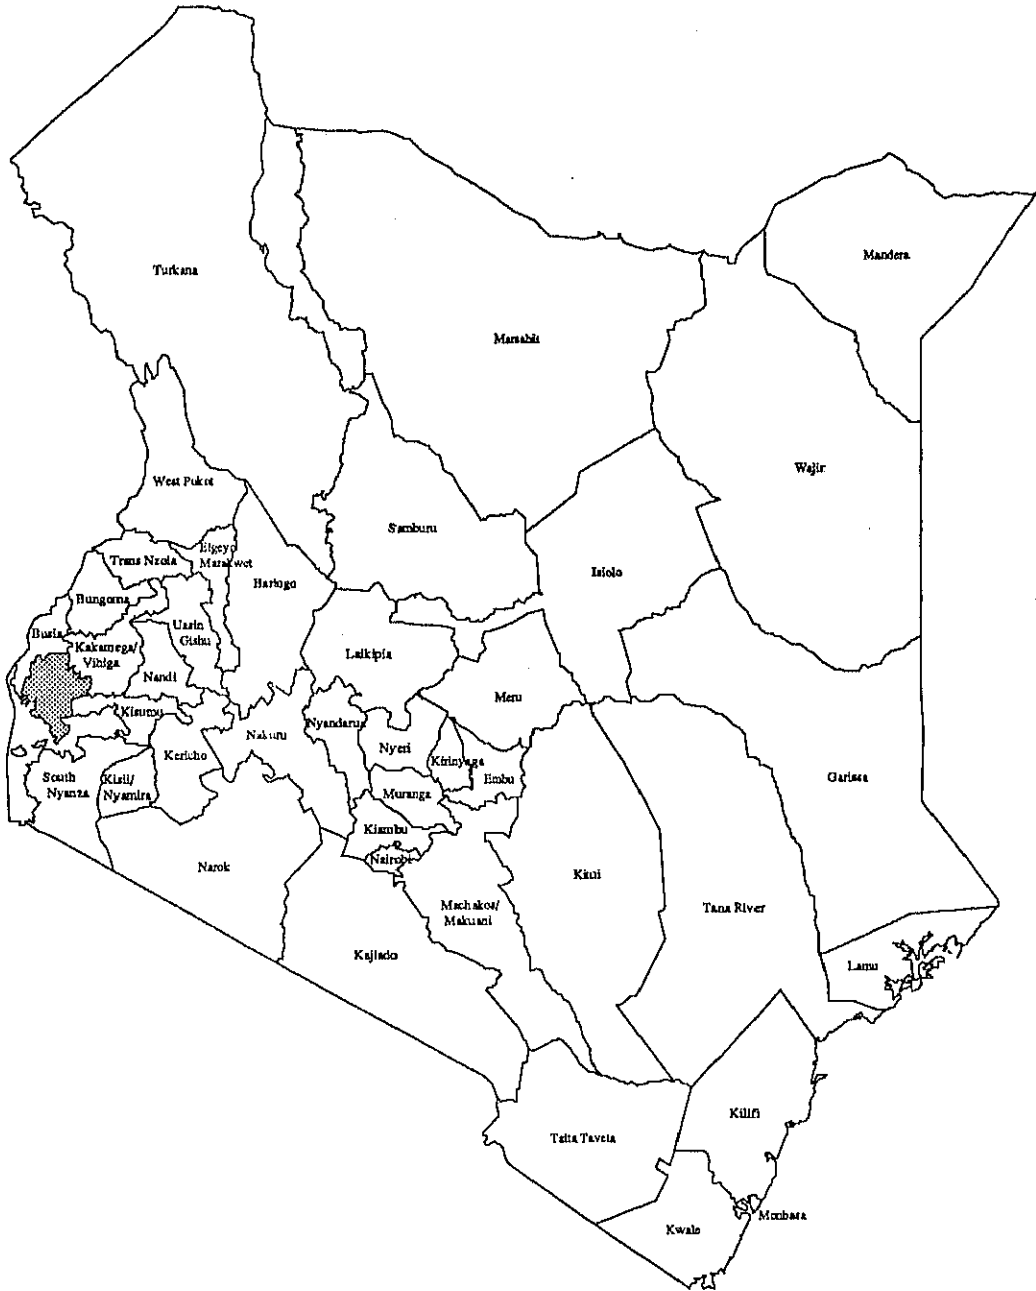 Mandera
Turkana
Marsabit
Wajir
West Pokot
Samburu
Elgeyo
Marakwet
Trans Nzoia
Isiolo
Baringo
Bungoma
Uasin
Gishu
Busia
Kakamega/
Vihiga
Laikipia
Nandi
Meru
Kisumu
Nyandarua
Nakuru
Nyeri
Kericho
Kirinyaga
Embu
South
Nyanza
Kisii/
Nyamira
Garissa
Muranga
Kiambu
Nairobi
Narok
Kitui
Machakos/
Makuani
Tana River
Kajiado
Lamu
Kilifi
Taita Taveta
Mombasa
Kwale